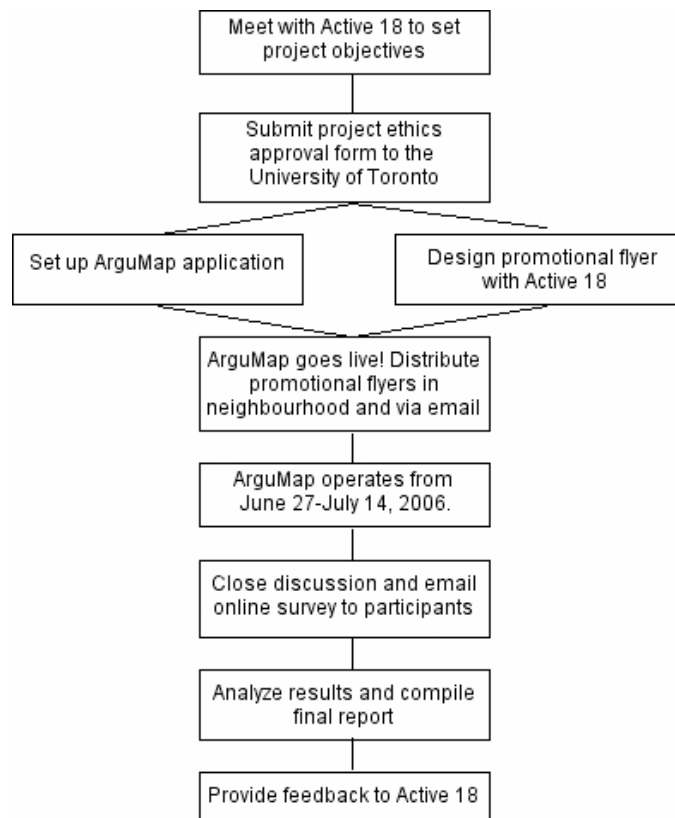 Meet with Active 18 to set
project objectives
Submit project ethics
approval form to the
University of Toronto
Set up ArguMap application
Design promotional flyer
with Active 18
ArguMap goes live! Distribute
promotional flyers in
neighbourhood and via email
ArguMap operates from
June 27-July 14, 2006.
Close discussion and email
online survey to participants
Analyze results and compile
final report
Provide feedback to Active 18